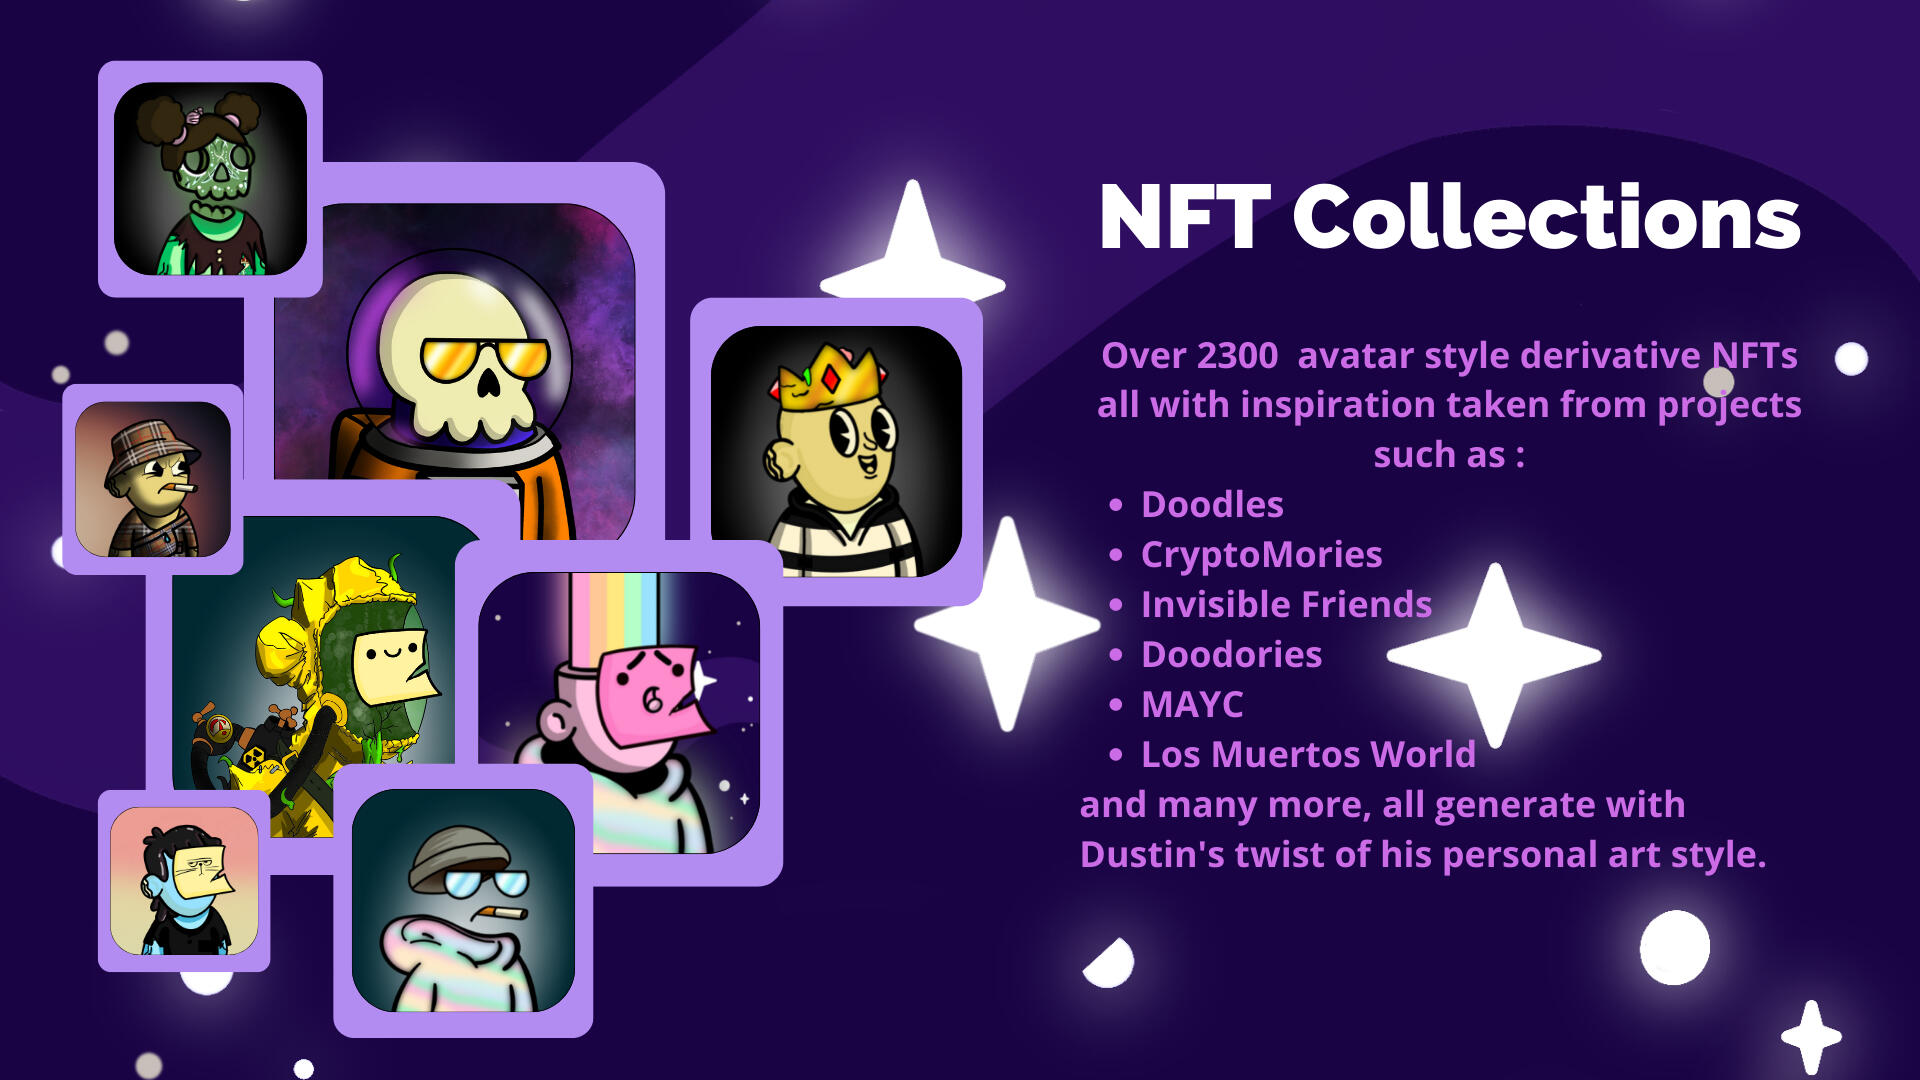 NFT Collections
Over 2300  avatar style derivative NFTs
all with inspiration taken from projects
such as :
• Doodles
• CryptoMories
• Invisible Friends
• Doodories
• MAYC
• Los Muertos World
and many more, all generate with
Dustin's twist of his personal art style.